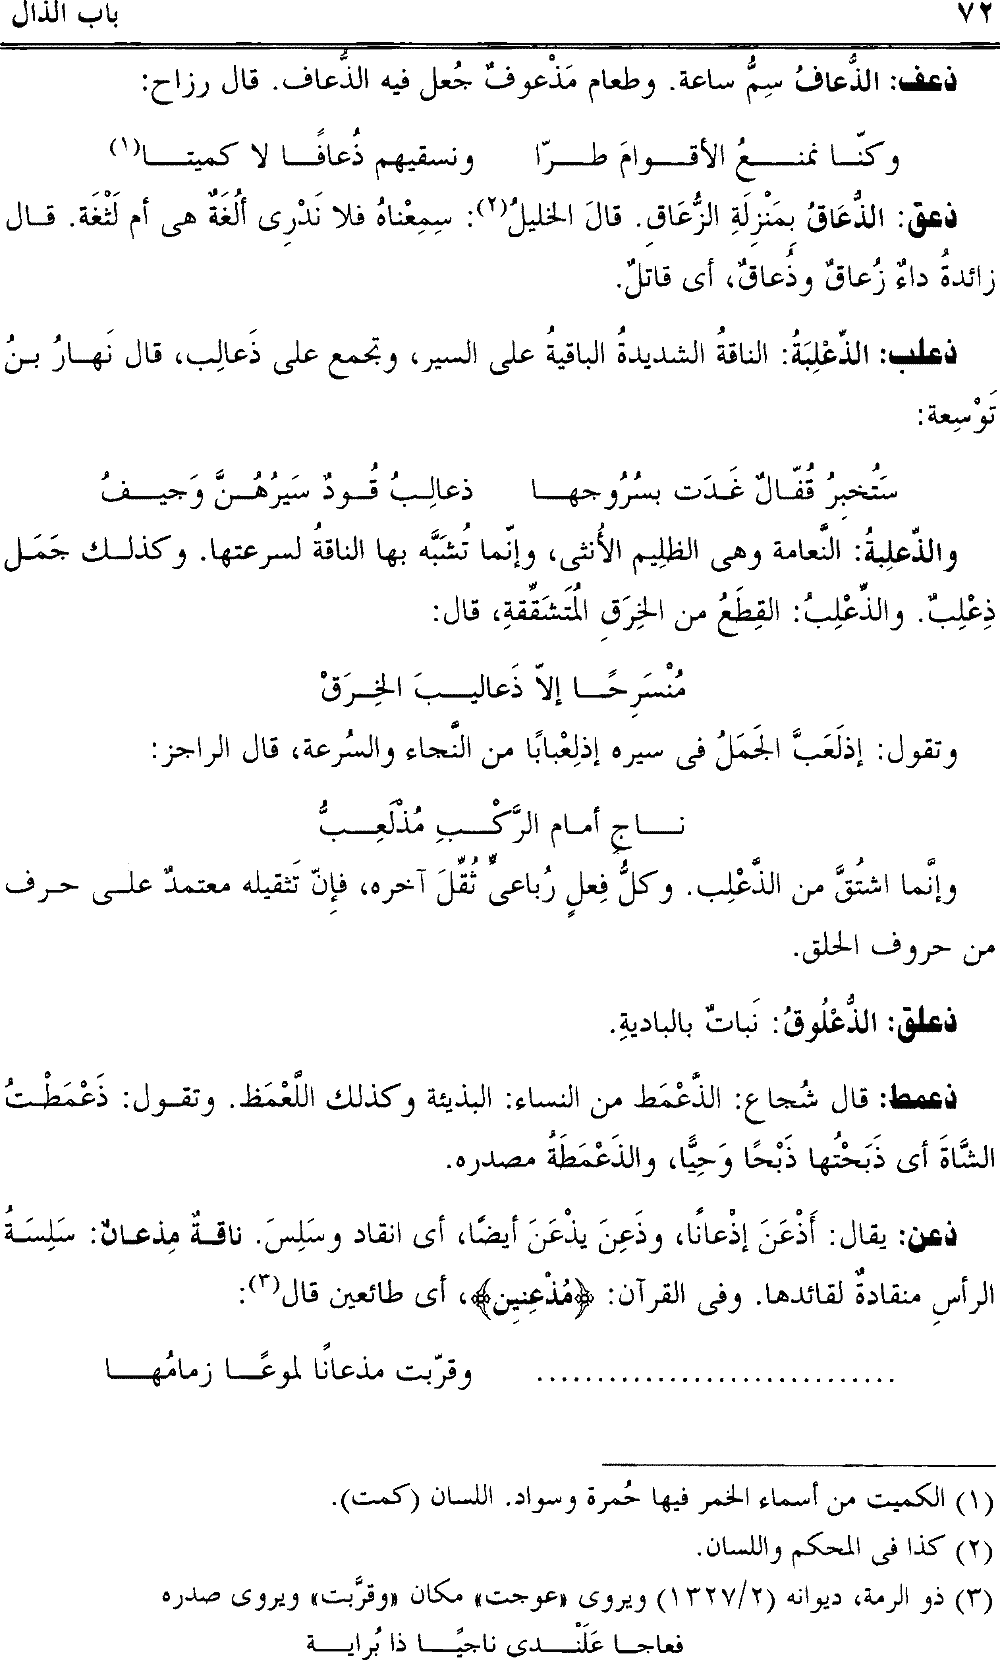 ٧٢ باب الذال
ذعف: الذُّعافُ سِمُّ ساعة. وطعام مَذْعوفٌ جُعل فيه الذُّعاف. قال رزاح:
وكنّا نمنعُ الأقوامَ طرّا ونسقيهم ذُعافًا لا كميتا(١)
ذعق: الذُّعَاقُ بِمَنْزِلَةِ الزُّعَاقِ. قالَ الخليلُ(٢): سمِعْناهُ فلا نَدْرِى أَلُغَةٌ هى أم لَثْغَة. قال
زائدةُ داءٌ زُعاقٌ وذُعاقٌ، أى قاتلٌ.
ذعلب: الذِّعْلِبَةُ: الناقةُ الشديدةُ الباقيةُ على السير، وتجمع على ذَعالِب، قال نَهارُ بنُ
تَوْسِعة:
سَتُخبِرُ قُفّالٌ غَدَت بسُرُوجها ذعالِبُ قُودٌ سَيرُهُنَّ وَجيفُ
والذِّعلِبةُ: النَّعامة وهى الظلِيم الأُنثى، وإنّما تُشَبَّه بها الناقةُ لسرعتها. وكذلك جَمَل
ذِعْلِبٌ. والذِّعْلِبُ: القِطَعُ من الخِرَقِ المُتَشَقِّقةِ، قال:
مُنْسَرِحًا إلاّ ذَعاليبَ الخِرَقْ
وتقول: إذلَعَبَّ الجَمَلُ فى سيره إذلِعْبابًا من النَّجاء والسُرعة، قال الراجز:
ناجٍ أمام الرَّكْبِ مُذْلَعِبُّ
وإنَّما اشتُقَّ من الذَّعْلِب. وكلُّ فِعلٍ رُباعىٍّ ثُقِّلَ آخره، فإنّ تَثقيله معتمدٌ على حرف
من حروف الحلق.
ذعلق: الذُّعْلُوقُ: نَباتٌ بالباديةِ.
ذعمط: قال شُجاع: الذَّعْمَط من النساء: البذيئة وكذلك اللَّعْمَظ. وتقول: ذَعْمَطْتُ
الشَّاةَ أى ذَبَحْتُها ذَبْحًا وَحِيًّا، والذَعْمَطَةُ مصدره.
ذعن: يقال: أَذْعَنَ إذْعانًا، وذَعِنَ يذْعَنَ أيضًا، أى انقاد وسَلِسَ. ناقةٌ مِذعانٌ: سَلِسَةُ
الرأسِ منقادةٌ لقائدها. وفى القرآن: ﴿مُذْعِنِين﴾، أى طائعين قال(٣):
.............................. وقرّبت مذعانًا لموعًا زمامُها
(١) الكميت من أسماء الخمر فيها حُمرة وسواد. اللسان (كمت).
(٢) كذا فى المحكم واللسان.
(٣) ذو الرمة، ديوانه (١٣٢٧/٢) ويروى «عوجت» مكان «وقرَّبت» ويروى صدره
فعاجا عَلَنْدى ناجيًا ذا بُراية